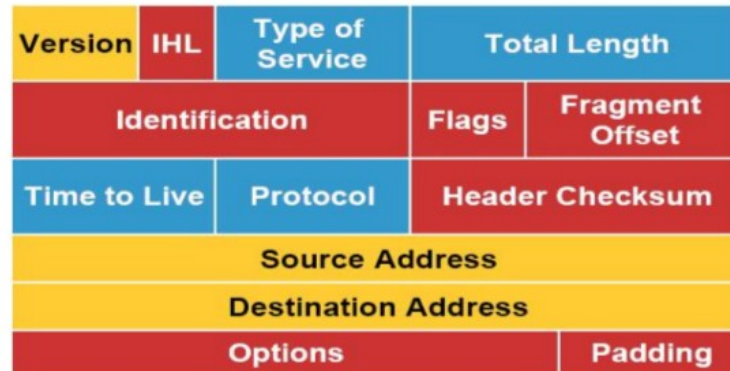 Version IHL Type of Service Total Length
Identification Flags Fragment Offset
Time to Live Protocol Header Checksum
Source Address
Destination Address
Options Padding